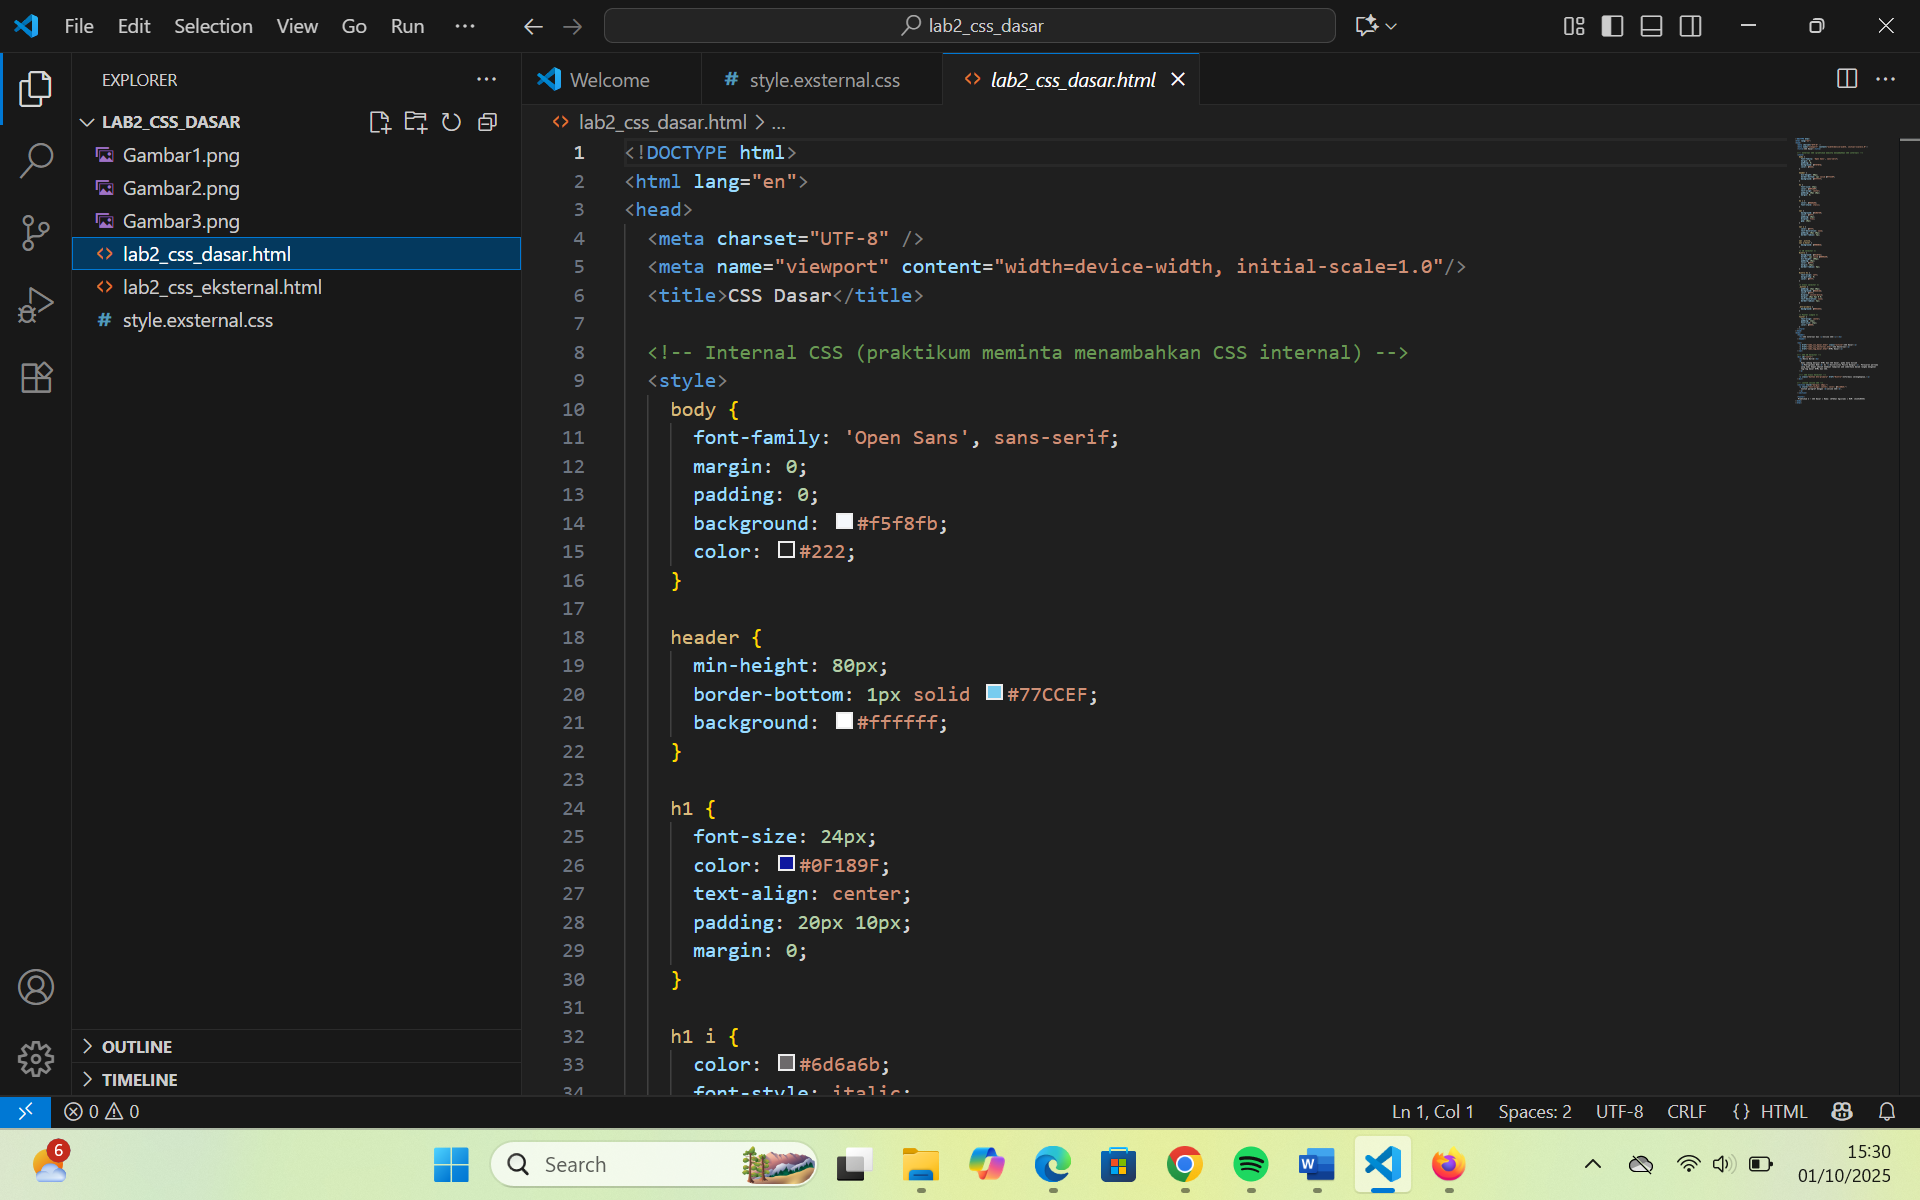 File Edit Selection View Go Run
lab2_css_dasar
EXPLORER
LAB2_CSS_DASAR
Gambar1.png
Gambar2.png
Gambar3.png
lab2_css_dasar.html
lab2_css_eksternal.html
style.exsternal.css
OUTLINE
TIMELINE
Welcome
# style.exsternal.css
lab2_css_dasar.html
lab2_css_dasar.html > ...
1 <!DOCTYPE html>
2 <html lang="en">
3 <head>
4 <meta charset="UTF-8" />
5 <meta name="viewport" content="width=device-width, initial-scale=1.0"/>
6 <title>CSS Dasar</title>
7
8 <!-- Internal CSS (praktikum meminta menambahkan CSS internal) -->
9 <style>
10 body {
11 font-family: 'Open Sans', sans-serif;
12 margin: 0;
13 padding: 0;
14 background: #f5f8fb;
15 color: #222;
16 }
17
18 header {
19 min-height: 80px;
20 border-bottom: 1px solid #77CCEF;
21 background: #ffffff;
22 }
23
24 h1 {
25 font-size: 24px;
26 color: #0F189F;
27 text-align: center;
28 padding: 20px 10px;
29 margin: 0;
30 }
31
32 h1 i {
33 color: #6d6a6b;
34 font-style: italic;
0 0
Ln 1, Col 1 Spaces: 2 UTF-8 CRLF {} HTML
6
Search
15:30
01/10/2025